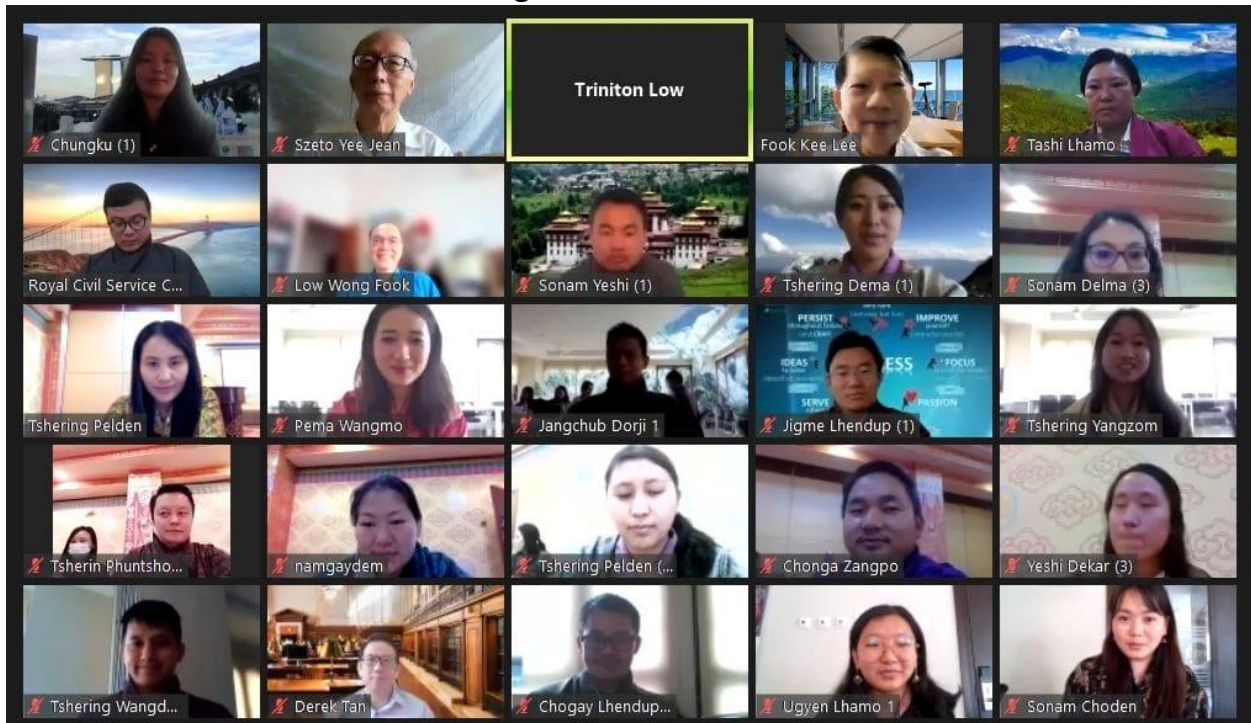 Chungku (1)
Szeto Yee Jean
Triniton Low
Fook Kee Lee
Tashi Lhamo
Royal Civil Service C...
Low Wong Fook
Sonam Yeshi (1)
Tshering Dema (1)
Sonam Delma (3)
Tshering Pelden
Pema Wangmo
Jangchub Dorji 1
PERSIST
IMPROVE
IDEAS
ESS
FOCUS
SERVE
PASSION
Jigme Lhendup (1)
Tshering Yangzom
Tsherin Phuntsho...
namgaydem
Tshering Pelden (...
Chonga Zangpo
Yeshi Dekar (3)
Tshering Wangd...
Derek Tan
Chogay Lhendup...
Ugyen Lhamo 1
Sonam Choden